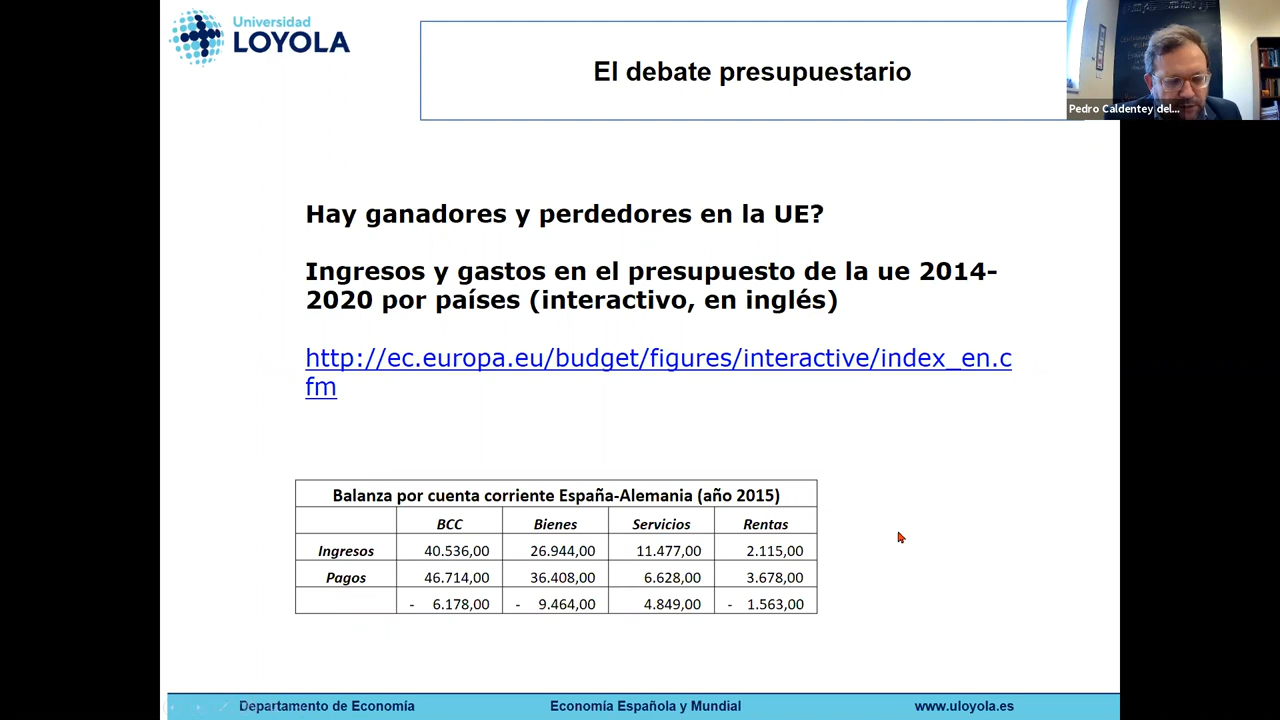 Universidad
LOYOLA
El debate presupuestario
Pedro Caldentey del...
Hay ganadores y perdedores en la UE?
Ingresos y gastos en el presupuesto de la ue 2014-
2020 por países (interactivo, en inglés)
http://ec.europa.eu/budget/figures/interactive/index_en.c
fm
Balanza por cuenta corriente España-Alemania (año 2015)
BCC Bienes Servicios Rentas
Ingresos 40.536,00 26.944,00 11.477,00 2.115,00
Pagos 46.714,00 36.408,00 6.628,00 3.678,00
- 6.178,00 - 9.464,00 4.849,00 - 1.563,00
Departamento de Economía Economía Española y Mundial www.uloyola.es